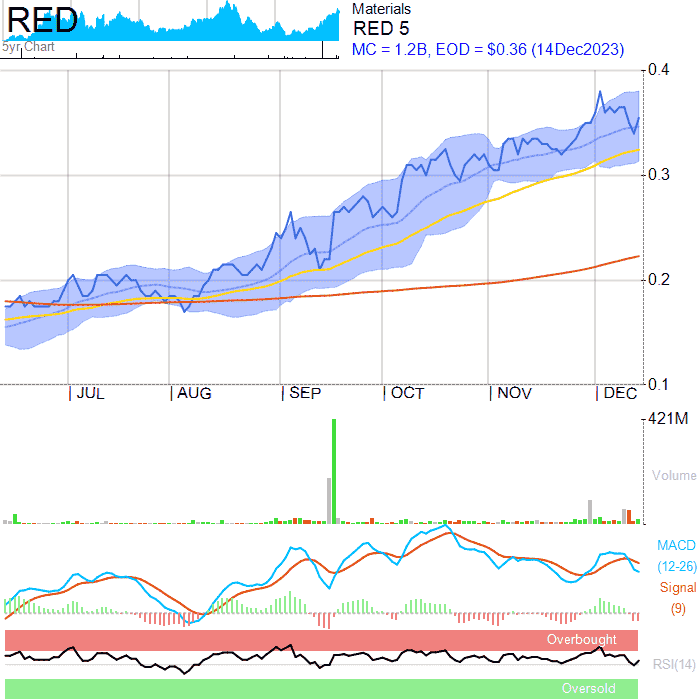 RED
5yr Chart
Materials
RED 5
MC = 1.2B, EOD = $0.36 (14Dec2023)
0.4
0.3
0.2
0.1
JUL AUG SEP OCT NOV DEC
421M
Volume
MACD
(12-26)
Signal
(9)
Overbought
RSI(14)
Oversold